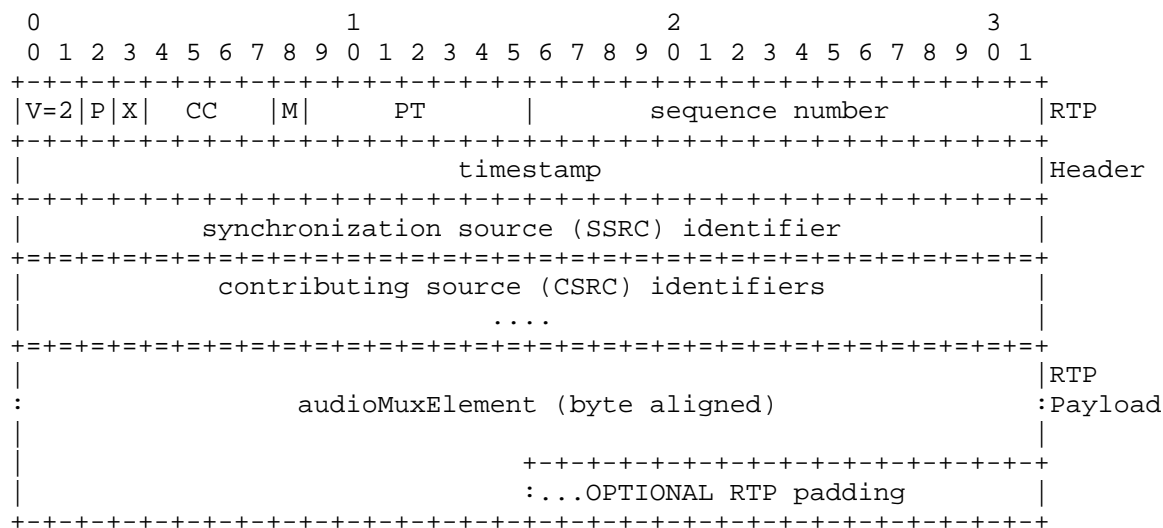 0                   1                   2                   3
 0 1 2 3 4 5 6 7 8 9 0 1 2 3 4 5 6 7 8 9 0 1 2 3 4 5 6 7 8 9 0 1
+-+-+-+-+-+-+-+-+-+-+-+-+-+-+-+-+-+-+-+-+-+-+-+-+-+-+-+-+-+-+-+-+
|V=2|P|X|  CC   |M|     PT      |       sequence number         |RTP
+-+-+-+-+-+-+-+-+-+-+-+-+-+-+-+-+-+-+-+-+-+-+-+-+-+-+-+-+-+-+-+-+
|                           timestamp                           |Header
+-+-+-+-+-+-+-+-+-+-+-+-+-+-+-+-+-+-+-+-+-+-+-+-+-+-+-+-+-+-+-+-+
|           synchronization source (SSRC) identifier            |
+=+=+=+=+=+=+=+=+=+=+=+=+=+=+=+=+=+=+=+=+=+=+=+=+=+=+=+=+=+=+=+=+
|            contributing source (CSRC) identifiers             |
|                             ....                              |
+=+=+=+=+=+=+=+=+=+=+=+=+=+=+=+=+=+=+=+=+=+=+=+=+=+=+=+=+=+=+=+=+
|                                                               |RTP
:                 audioMuxElement (byte aligned)                :Payload
|                                                               |
|                               +-+-+-+-+-+-+-+-+-+-+-+-+-+-+-+-+
|                               :...OPTIONAL RTP padding        |
+-+-+-+-+-+-+-+-+-+-+-+-+-+-+-+-+-+-+-+-+-+-+-+-+-+-+-+-+-+-+-+-+